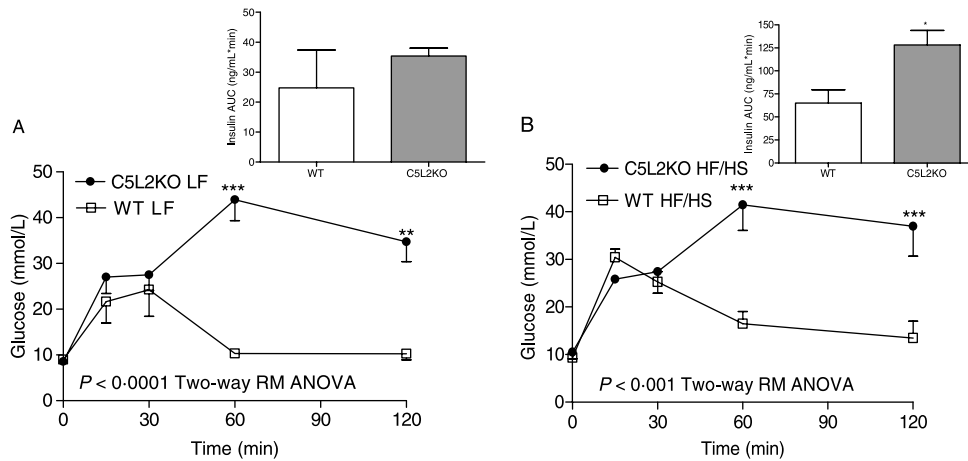 A
Insulin AUC (ng/mL*min)
50
40
30
20
10
0
WT
C5L2KO
Glucose (mmol/L)
50
40
30
20
10
0
C5L2KO LF
WT LF
***
**
P < 0·0001 Two-way RM ANOVA
0
30
60
90
120
Time (min)
B
Insulin AUC (ng/mL*min)
150
125
100
75
50
25
0
*
WT
C5L2KO
Glucose (mmol/L)
50
40
30
20
10
0
C5L2KO HF/HS
WT HF/HS
***
***
P < 0·001 Two-way RM ANOVA
0
30
60
90
120
Time (min)